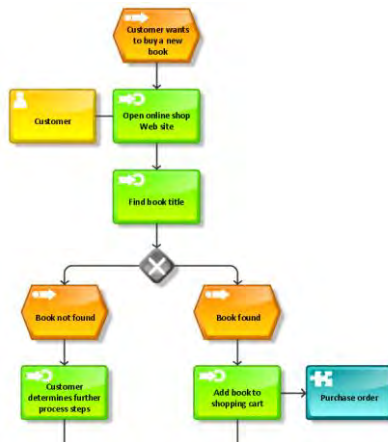 Customer wants
to buy a new
book
Customer
Open online shop
Web site
Find book title
Book not found
Book found
Customer
determines further
process steps
Add book to
shopping cart
Purchase order